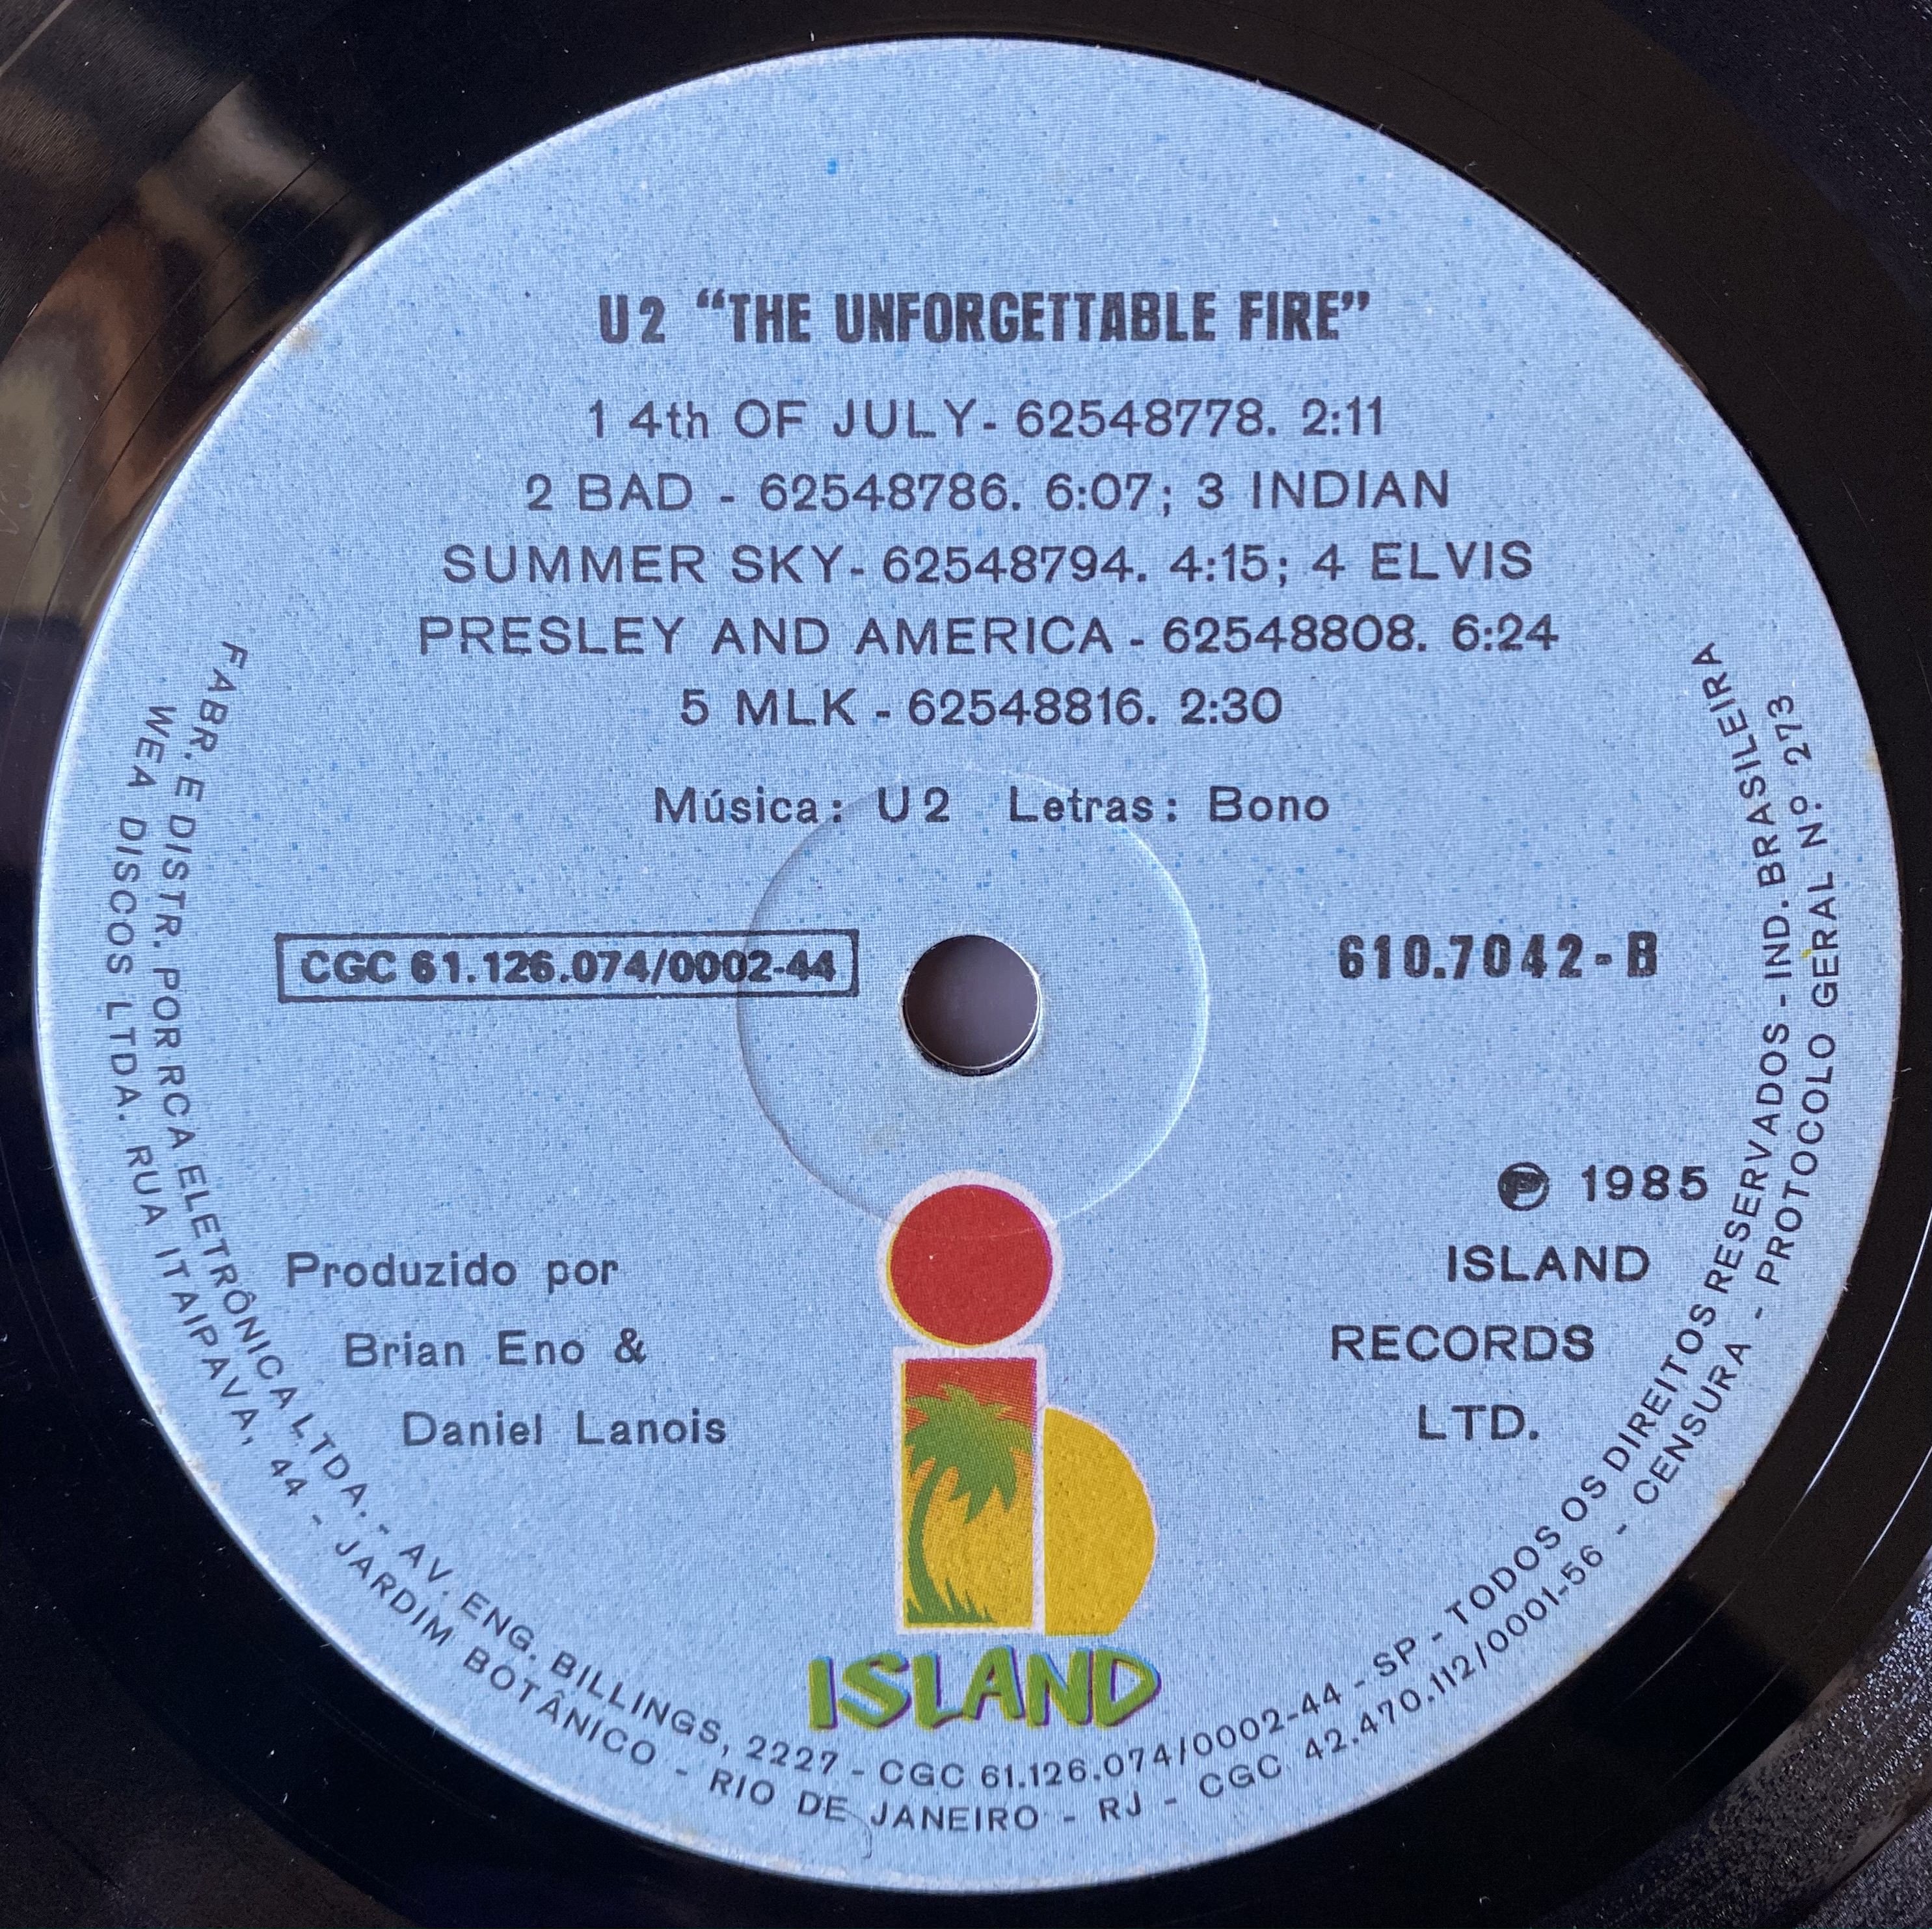 U2 “THE UNFORGETTABLE FIRE”
1 4th OF JULY- 62548778. 2:11
2 BAD - 62548786. 6:07; 3 INDIAN
SUMMER SKY- 62548794. 4:15; 4 ELVIS
PRESLEY AND AMERICA - 62548808. 6:24
5 MLK - 62548816. 2:30
Música: U2 Letras: Bono
CGC 61.126.074/0002-44
610.7042-B
Produzido por
Brian Eno &
Daniel Lanois
℗ 1985
ISLAND
RECORDS
LTD.
ISLAND
FABR. E DISTR. POR RCA ELETRÔNICA LTDA. - AV. ENG. BILLINGS, 2227 - CGC 61.126.074/0002-44 - SP - TODOS OS DIREITOS RESERVADOS - IND. BRASILEIRA
WEA DISCOS LTDA. RUA ITAIPAVA, 44 - JARDIM BOTÂNICO - RIO DE JANEIRO - RJ - CGC 42.470.112/0001-56 - CENSURA - PROTOCOLO GERAL Nº 273